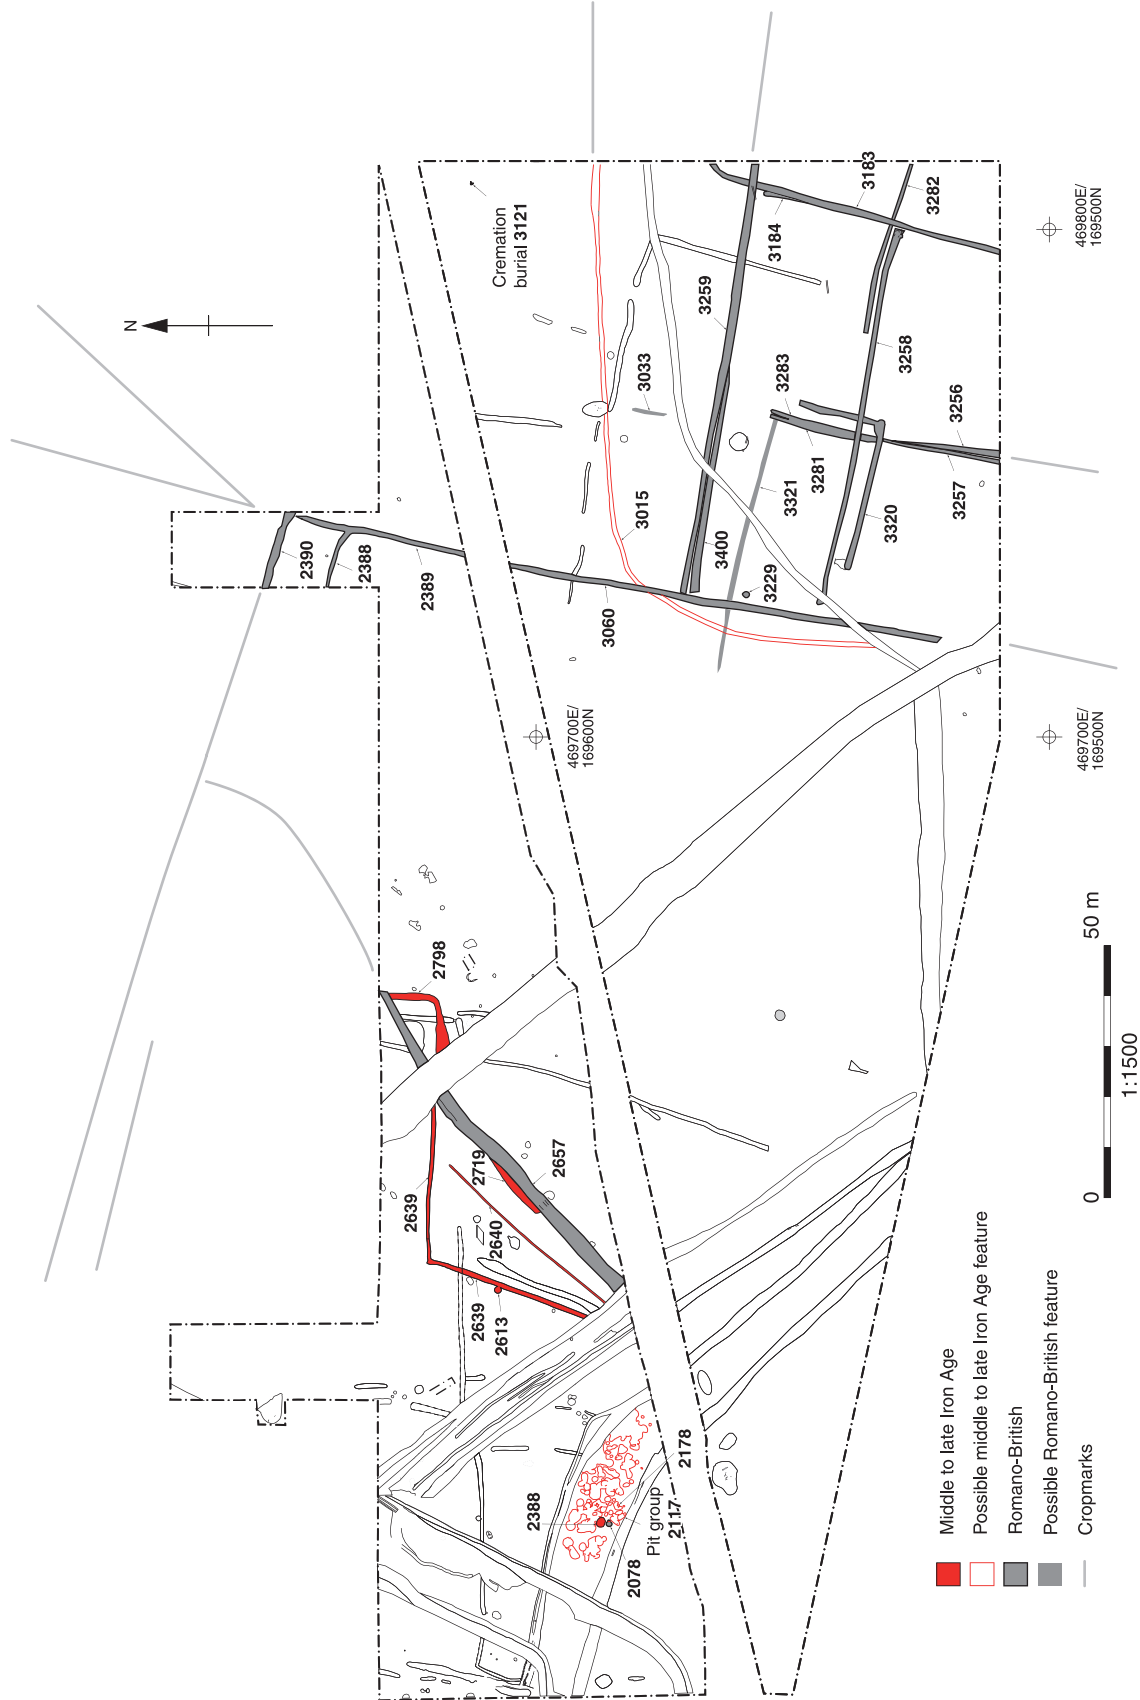 N
Cremation
burial 3121
2390
2388
2389
3060
3015
3033
3259
3184
3183
3282
3400
3229
3321
3281
3283
3258
3320
3257
3256
469800E/
169500N
469700E/
169600N
469700E/
169500N
2798
2639
2719
2657
2640
2639
2613
2388
2178
Pit group
2117
2078
Middle to late Iron Age
Possible middle to late Iron Age feature
Romano-British
Possible Romano-British feature
Cropmarks
0
50 m
1:1500